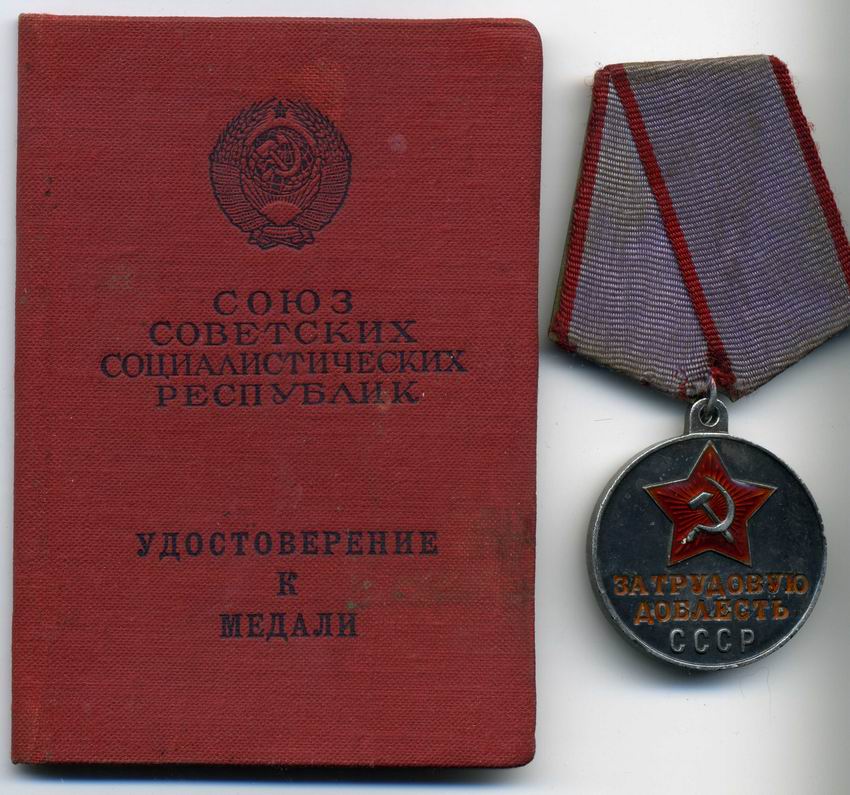 СОЮЗ
СОВЕТСКИХ
СОЦИАЛИСТИЧЕСКИХ
РЕСПУБЛИК
УДОСТОВЕРЕНИЕ
К
МЕДАЛИ
ЗА ТРУДОВУЮ
ДОБЛЕСТЬ
СССР